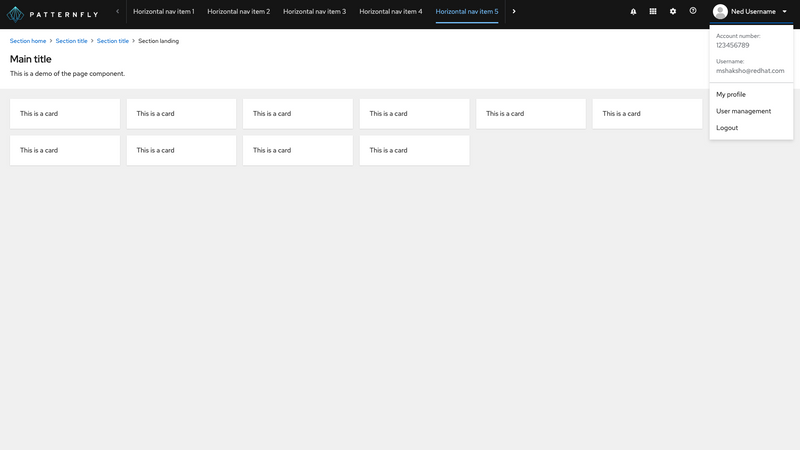 PATTERNFLY
Horizontal nav item 1 Horizontal nav item 2 Horizontal nav item 3 Horizontal nav item 4 Horizontal nav item 5
Ned Username
Account number:
123456789
Username:
mshaksho@redhat.com
My profile
User management
Logout
Section home > Section title > Section title > Section landing
Main title
This is a demo of the page component.
This is a card This is a card This is a card This is a card This is a card This is a card
This is a card This is a card This is a card This is a card